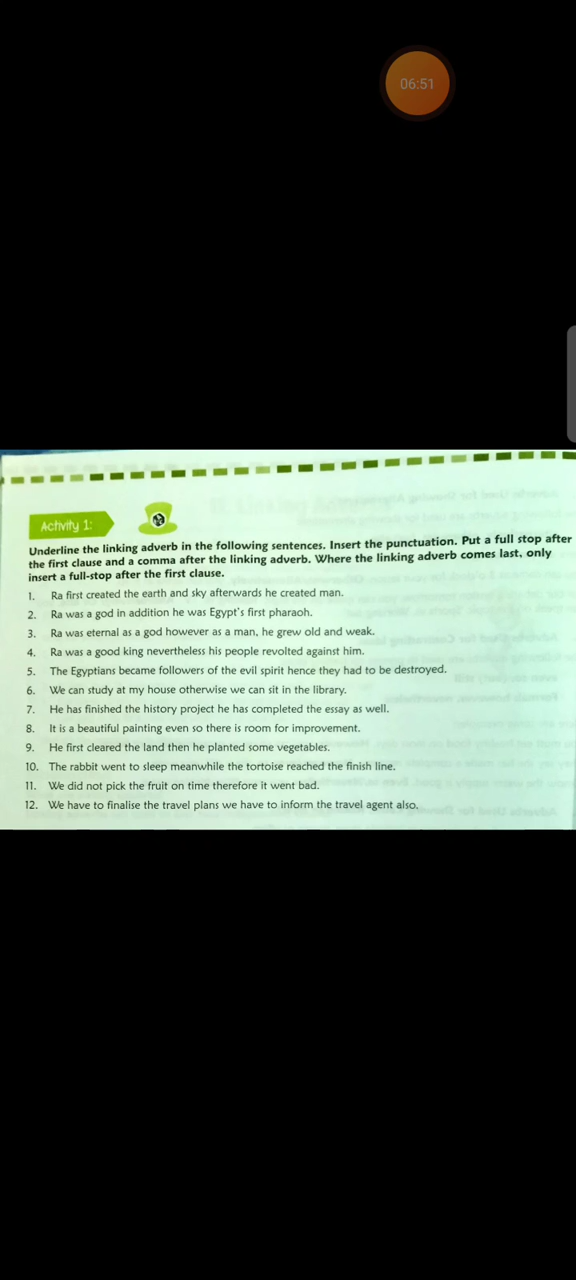 06:51
Activity 1:
Underline the linking adverb in the following sentences. Insert the punctuation. Put a full stop after
the first clause and a comma after the linking adverb. Where the linking adverb comes last, only
insert a full-stop after the first clause.
1. Ra first created the earth and sky afterwards he created man.
2. Ra was a god in addition he was Egypt's first pharaoh.
3. Ra was eternal as a god however as a man, he grew old and weak.
4. Ra was a good king nevertheless his people revolted against him.
5. The Egyptians became followers of the evil spirit hence they had to be destroyed.
6. We can study at my house otherwise we can sit in the library.
7. He has finished the history project he has completed the essay as well.
8. It is a beautiful painting even so there is room for improvement.
9. He first cleared the land then he planted some vegetables.
10. The rabbit went to sleep meanwhile the tortoise reached the finish line.
11. We did not pick the fruit on time therefore it went bad.
12. We have to finalise the travel plans we have to inform the travel agent also.